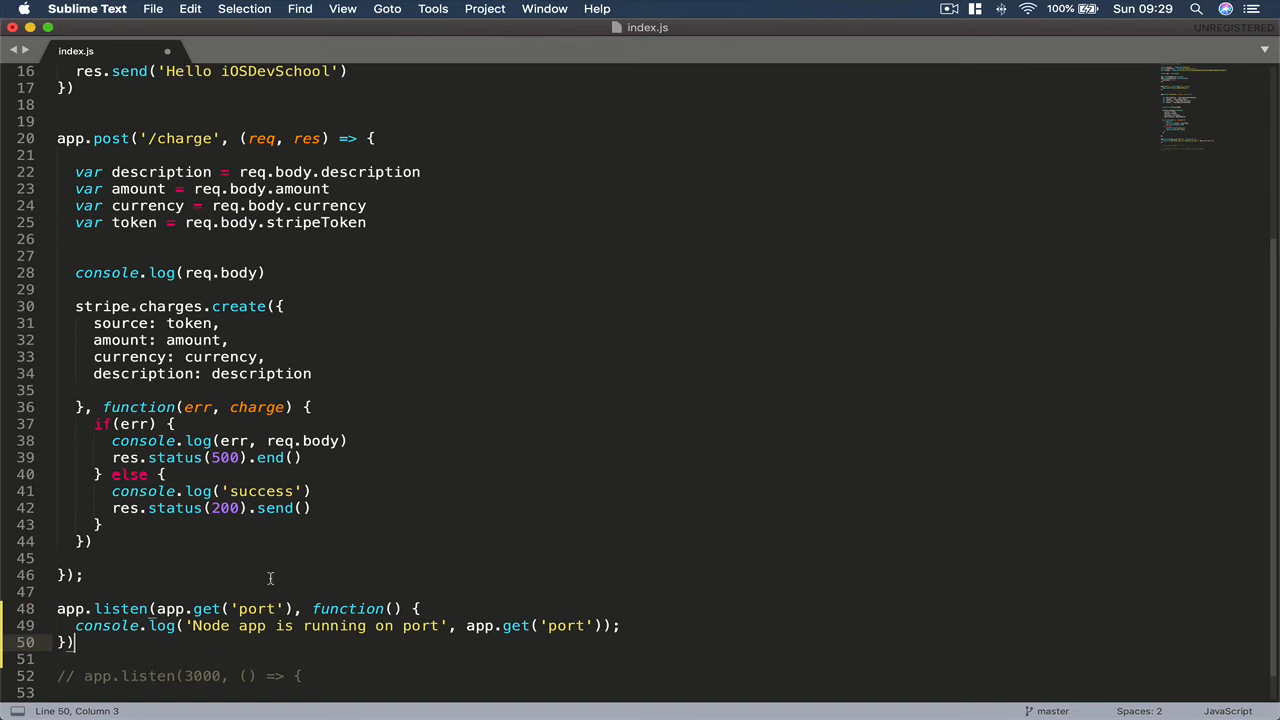 Sublime Text File Edit Selection Find View Goto Tools Project Window Help 100% Sun 09:29
index.js UNREGISTERED
index.js
16 res.send('Hello iOSDevSchool')
17 })
18
19
20 app.post('/charge', (req, res) => {
21
22 var description = req.body.description
23 var amount = req.body.amount
24 var currency = req.body.currency
25 var token = req.body.stripeToken
26
27
28 console.log(req.body)
29
30 stripe.charges.create({
31 source: token,
32 amount: amount,
33 currency: currency,
34 description: description
35
36 }, function(err, charge) {
37 if(err) {
38 console.log(err, req.body)
39 res.status(500).end()
40 } else {
41 console.log('success')
42 res.status(200).send()
43 }
44 })
45
46 });
47
48 app.listen(app.get('port'), function() {
49 console.log('Node app is running on port', app.get('port'));
50 })
51
52 // app.listen(3000, () => {
53
Line 50, Column 3 master Spaces: 2 JavaScript